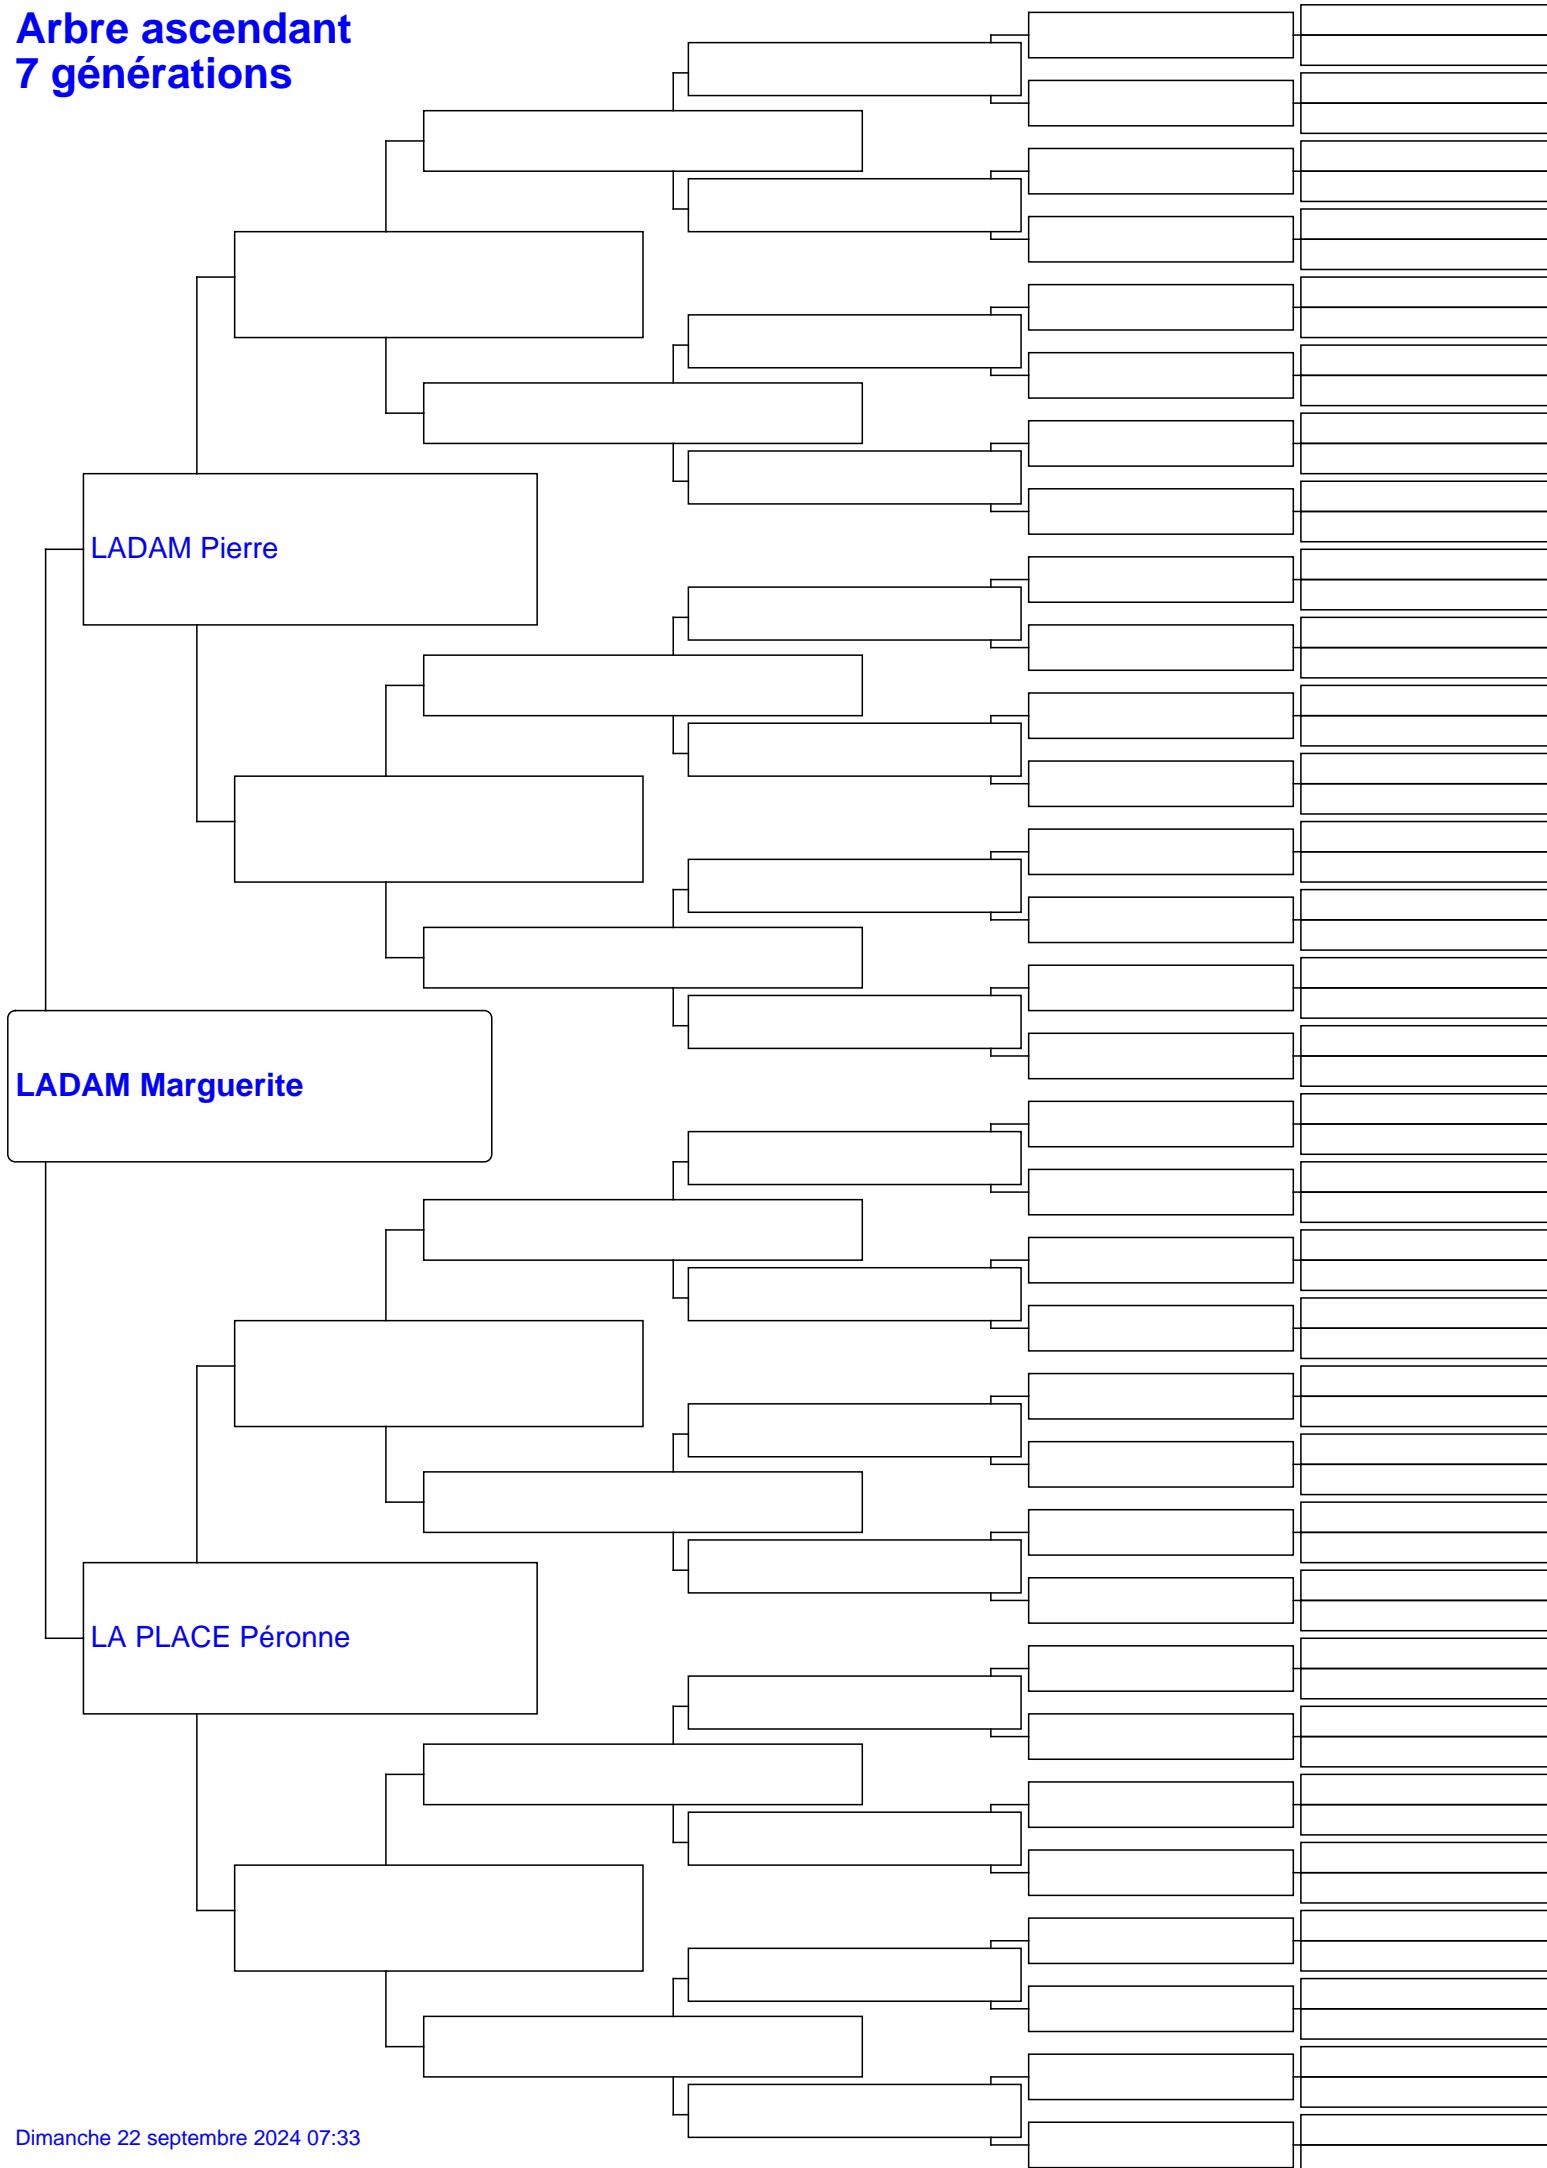 Arbre ascendant
7 générations
LADAM Pierre
LADAM Marguerite
LA PLACE Péronne
Dimanche 22 septembre 2024 07:33